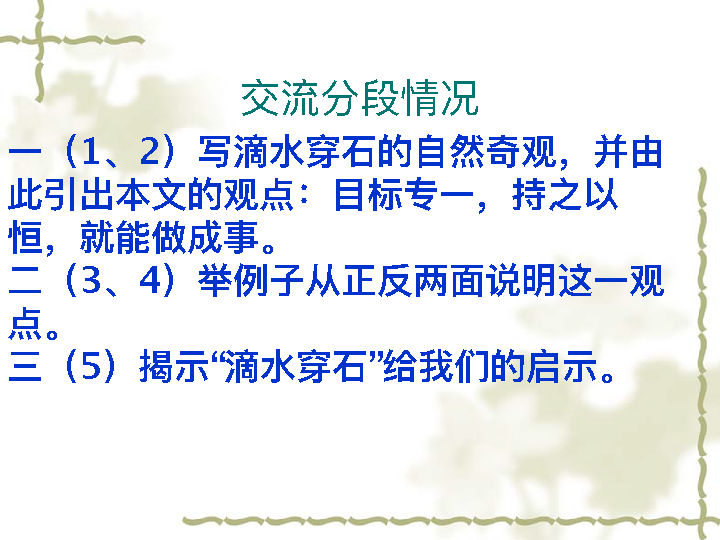 交流分段情况
一（1、2）写滴水穿石的自然奇观，并由
此引出本文的观点：目标专一，持之以
恒，就能做成事。
二（3、4）举例子从正反两面说明这一观
点。
三（5）揭示“滴水穿石”给我们的启示。